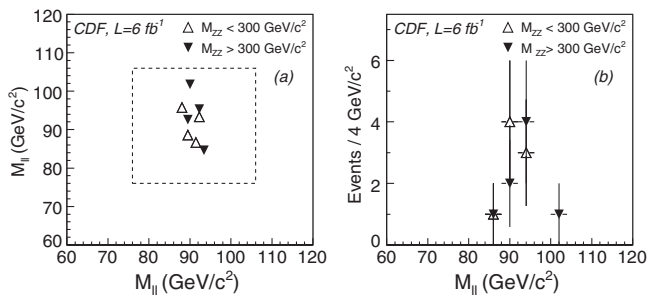 CDF, L=6 fb⁻¹
M_ZZ < 300 GeV/c²
M_ZZ > 300 GeV/c²
(a)
M_ll (GeV/c²)
120
110
100
90
80
70
60
60 70 80 90 100 110 120
M_ll (GeV/c²)
CDF, L=6 fb⁻¹
M_ZZ < 300 GeV/c²
M_ZZ > 300 GeV/c²
(b)
Events / 4 GeV/c²
6
4
2
0
60 70 80 90 100 110 120
M_ll (GeV/c²)